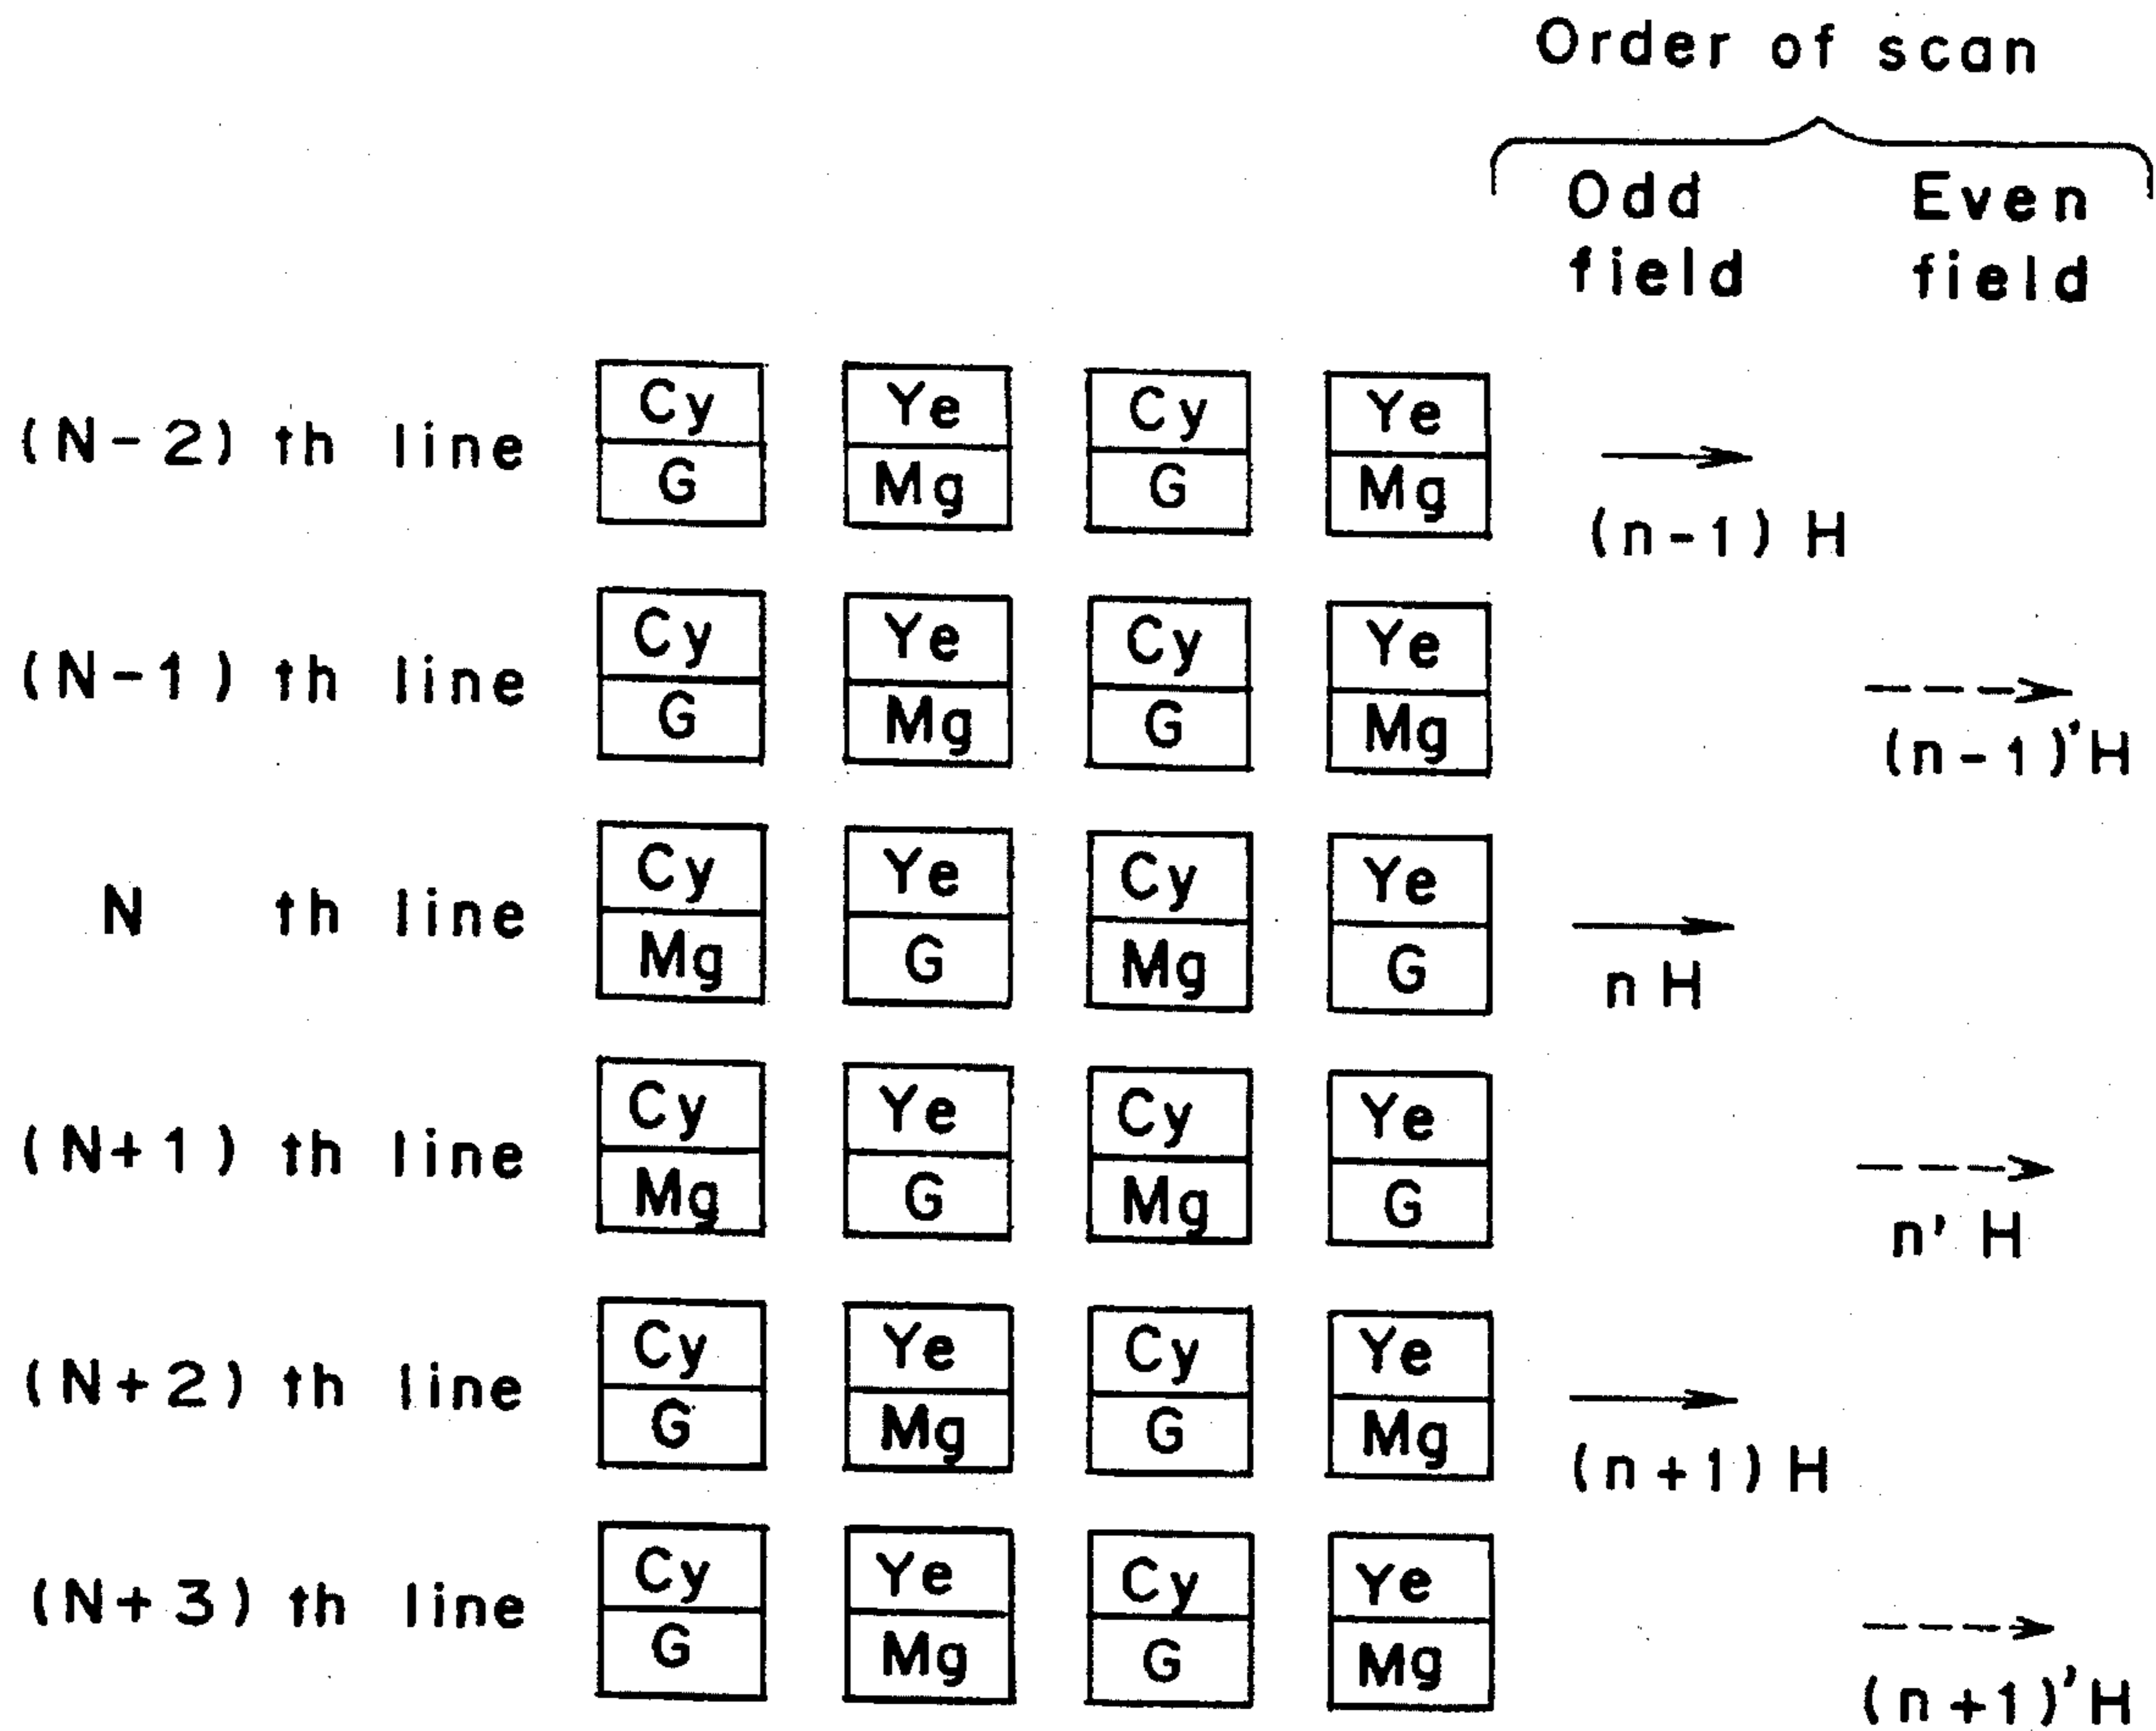 Order of scan
Odd field Even field
Cy Ye Cy Ye
(N-2) th line
G Mg G Mg
(n-1) H
Cy Ye Cy Ye
(N-1) th line
G Mg G Mg
(n-1)'H
Cy Ye Cy Ye
N th line
Mg G Mg G
nH
Cy Ye Cy Ye
(N+1) th line
Mg G Mg G
n' H
Cy Ye Cy Ye
(N+2) th line
G Mg G Mg
(n+1) H
Cy Ye Cy Ye
(N+3) th line
G Mg G Mg
(n+1)'H